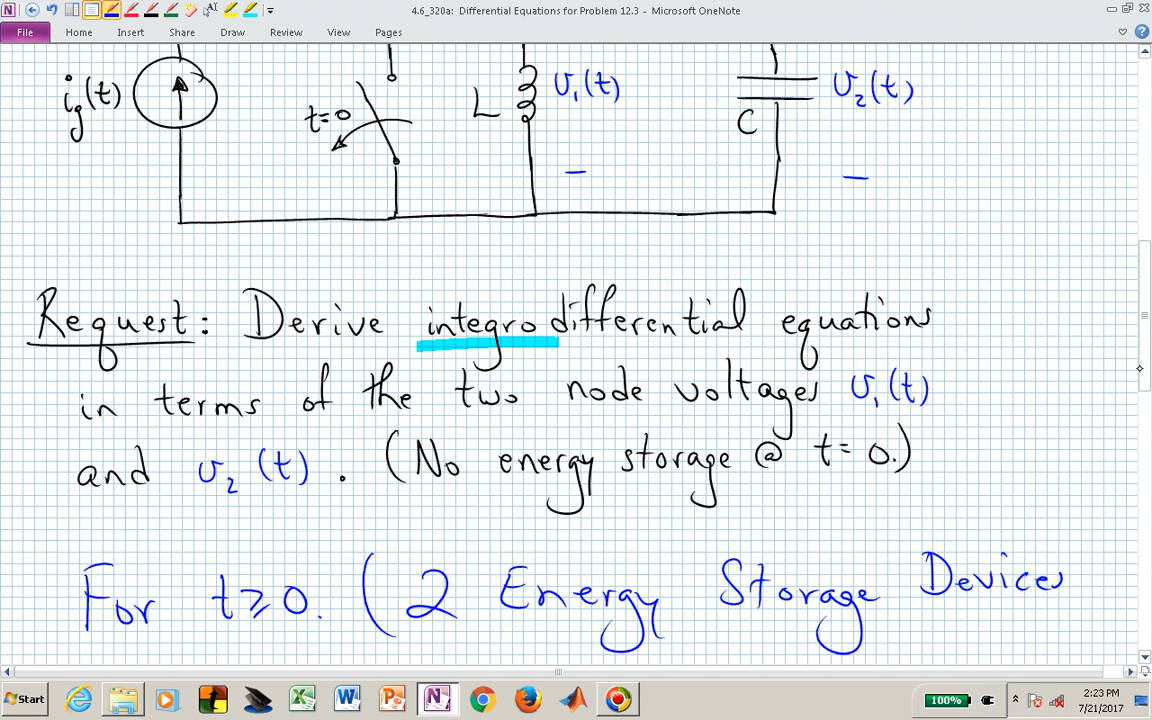 4.6_320a: Differential Equations for Problem 12.3 - Microsoft OneNote
File Home Insert Share Draw Review View Pages
i_g(t)
t=0
L
v₁(t)
C
v₂(t)
−
−
Request: Derive integrodifferential equations
in terms of the two node voltages v₁(t)
and v₂(t). (No energy storage @ t=0.)
For t≥0. (2 Energy Storage Devices
Start
100%
2:23 PM
7/21/2017